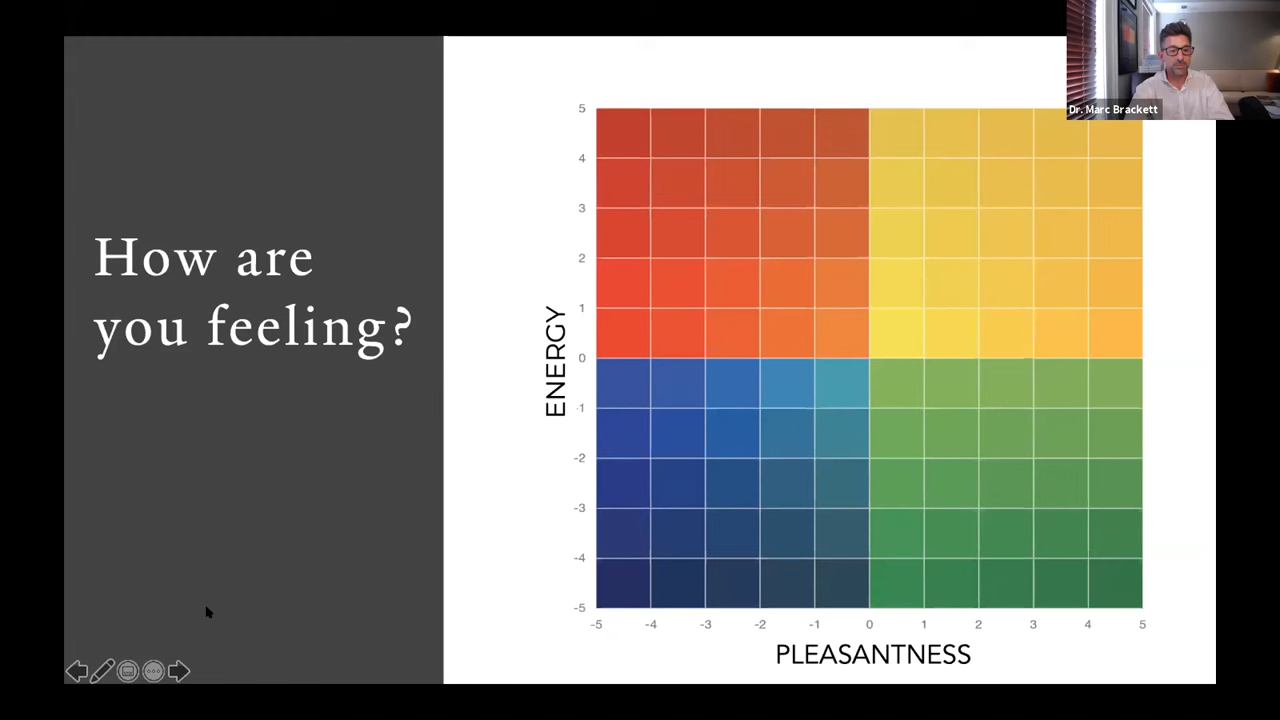 How are
you feeling?
Dr. Marc Brackett
ENERGY
5
4
3
2
1
0
-1
-2
-3
-4
-5
-5 -4 -3 -2 -1 0 1 2 3 4 5
PLEASANTNESS